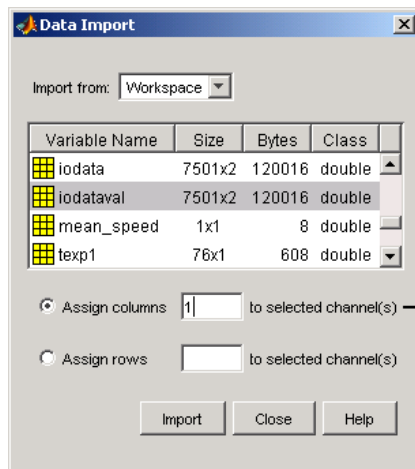 Data Import
Import from: Workspace
Variable Name Size Bytes Class
iodata 7501x2 120016 double
iodataval 7501x2 120016 double
mean_speed 1x1 8 double
texp1 76x1 608 double
Assign columns 1 to selected channel(s)
Assign rows to selected channel(s)
Import Close Help